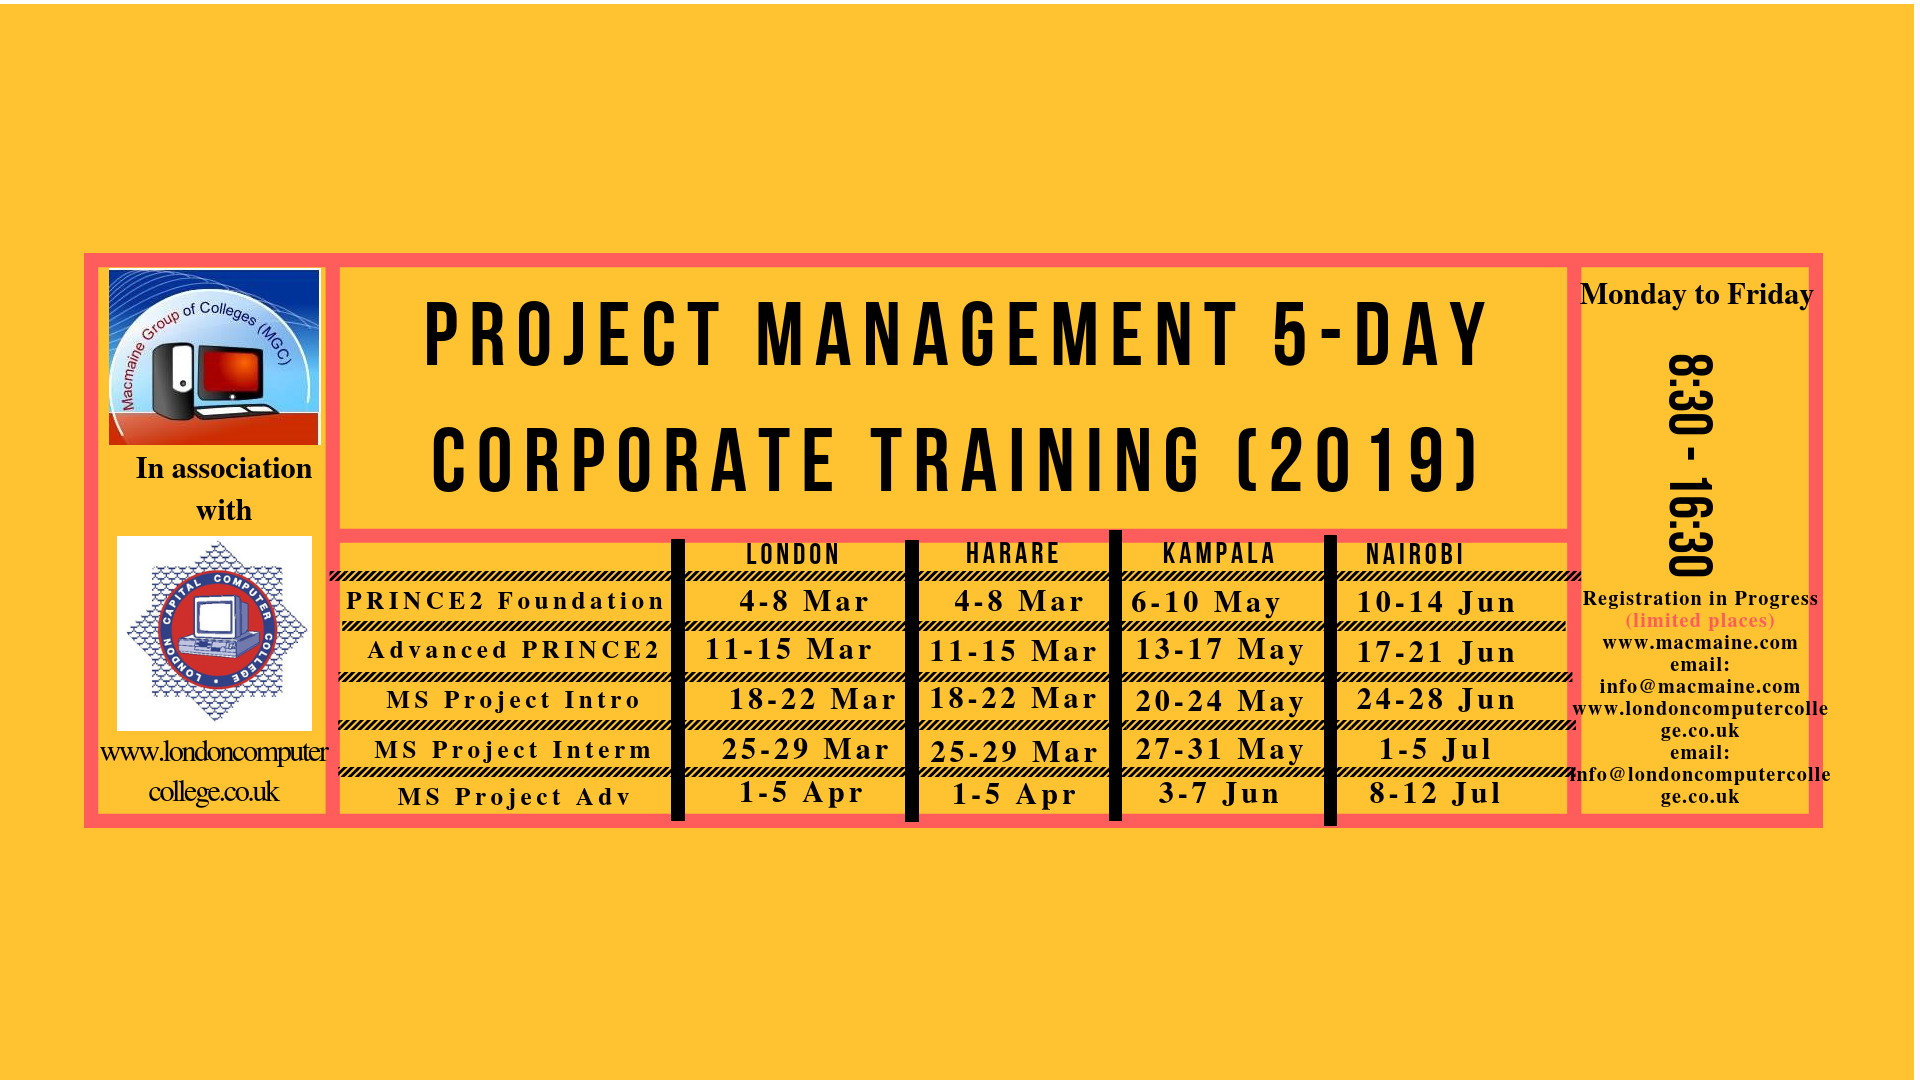 Macmaine Group of Colleges (MGC)
In association
with
LONDON CAPITAL COMPUTER COLLEGE
www.londoncomputer
college.co.uk
PROJECT MANAGEMENT 5-DAY
CORPORATE TRAINING (2019)
LONDON HARARE KAMPALA NAIROBI
PRINCE2 Foundation 4-8 Mar 4-8 Mar 6-10 May 10-14 Jun
Advanced PRINCE2 11-15 Mar 11-15 Mar 13-17 May 17-21 Jun
MS Project Intro 18-22 Mar 18-22 Mar 20-24 May 24-28 Jun
MS Project Interm 25-29 Mar 25-29 Mar 27-31 May 1-5 Jul
MS Project Adv 1-5 Apr 1-5 Apr 3-7 Jun 8-12 Jul
Monday to Friday
8:30 - 16:30
Registration in Progress
(limited places)
www.macmaine.com
email:
info@macmaine.com
www.londoncomputercolle
ge.co.uk
email:
info@londoncomputercolle
ge.co.uk